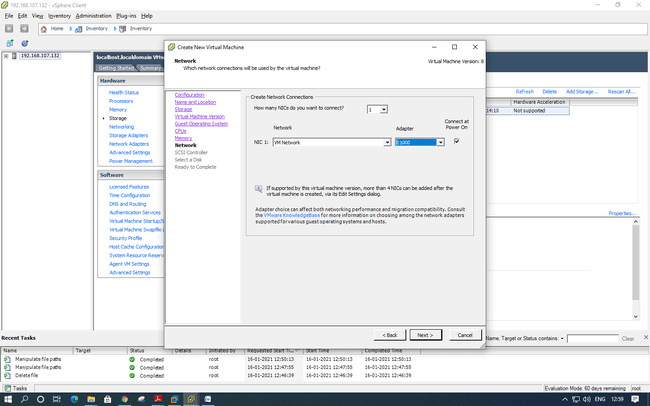 192.168.107.132 - vSphere Client
File Edit View Inventory Administration Plug-ins Help
Home Inventory Inventory
192.168.107.132
localhost.localdomain VMw
Getting Started Summary
Hardware
Health Status
Processors
Memory
Storage
Networking
Storage Adapters
Network Adapters
Advanced Settings
Power Management
Software
Licensed Features
Time Configuration
DNS and Routing
Authentication Services
Virtual Machine Startup/S
Virtual Machine Swapfile L
Security Profile
Host Cache Configuration
System Resource Reserva
Agent VM Settings
Advanced Settings
Refresh Delete Add Storage... Rescan All...
Hardware Acceleration
14:10 Not supported
Properties...
Create New Virtual Machine
Network
Which network connections will be used by the virtual machine?
Virtual Machine Version: 8
Configuration
Name and Location
Storage
Virtual Machine Version
Guest Operating System
CPUs
Memory
Network
SCSI Controller
Select a Disk
Ready to Complete
Create Network Connections
How many NICs do you want to connect? 1
Network Adapter Connect at Power On
NIC 1: VM Network E1000
If supported by this virtual machine version, more than 4 NICs can be added after the
virtual machine is created, via its Edit Settings dialog.
Adapter choice can affect both networking performance and migration compatibility. Consult
the VMware KnowledgeBase for more information on choosing among the network adapters
supported for various guest operating systems and hosts.
< Back Next > Cancel
Recent Tasks
Name, Target or Status contains: Clear
Name Target Status Details Initiated by Requested Start Ti... Start Time Completed Time
Manipulate file paths Completed root 16-01-2021 12:50:13 16-01-2021 12:50:13 16-01-2021 12:50:13
Manipulate file paths Completed root 16-01-2021 12:47:55 16-01-2021 12:47:55 16-01-2021 12:47:55
Delete file Completed root 16-01-2021 12:46:39 16-01-2021 12:46:39 16-01-2021 12:46:39
Tasks Evaluation Mode: 60 days remaining root
ENG 12:59